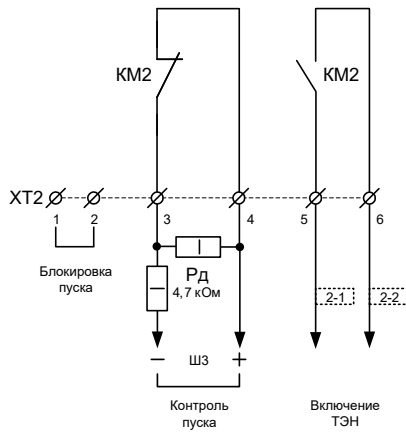 КМ2
КМ2
ХТ2
1 2 3 4 5 6
Блокировка
пуска
Rд
4,7 кОм
2-1
2-2
− Ш3 +
Контроль
пуска
Включение
ТЭН